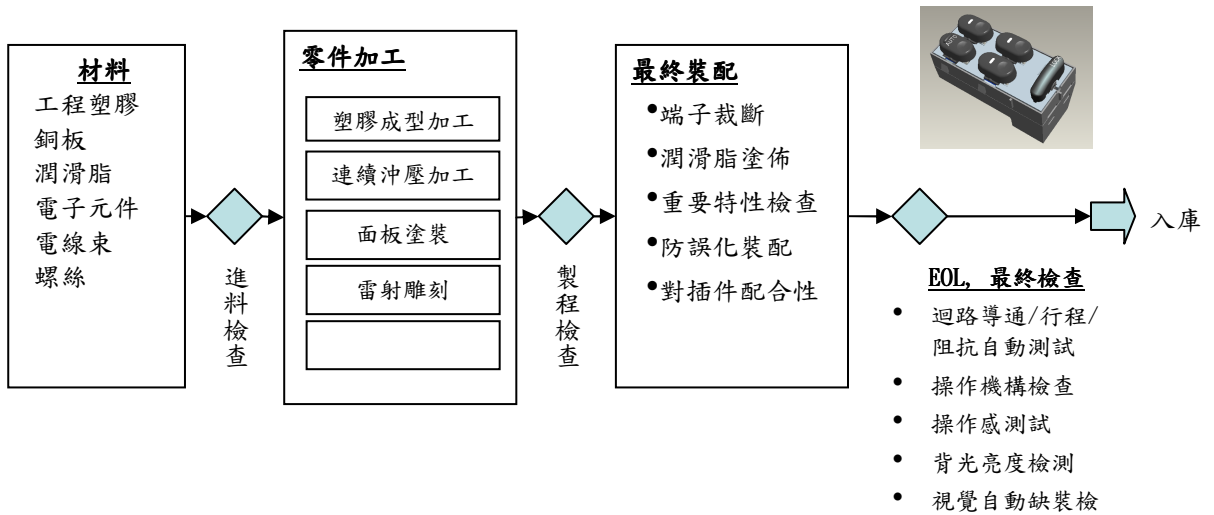 材料
工程塑膠
銅板
潤滑脂
電子元件
電線束
螺絲
進料檢查
零件加工
塑膠成型加工
連續沖壓加工
面板塗裝
雷射雕刻
製程檢查
最終裝配
•端子裁斷
•潤滑脂塗佈
•重要特性檢查
•防誤化裝配
•對插件配合性
入庫
EOL, 最終檢查
• 迴路導通/行程/
阻抗自動測試
• 操作機構檢查
• 操作感測試
• 背光亮度檢測
• 視覺自動缺裝檢